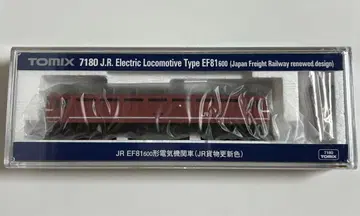 TOMIX 7180 J.R. Electric Locomotive Type EF81600 (Japan Freight Railway renewed design)
JR EF81600形電気機関車(JR貨物更新色)
7180
TOMIX